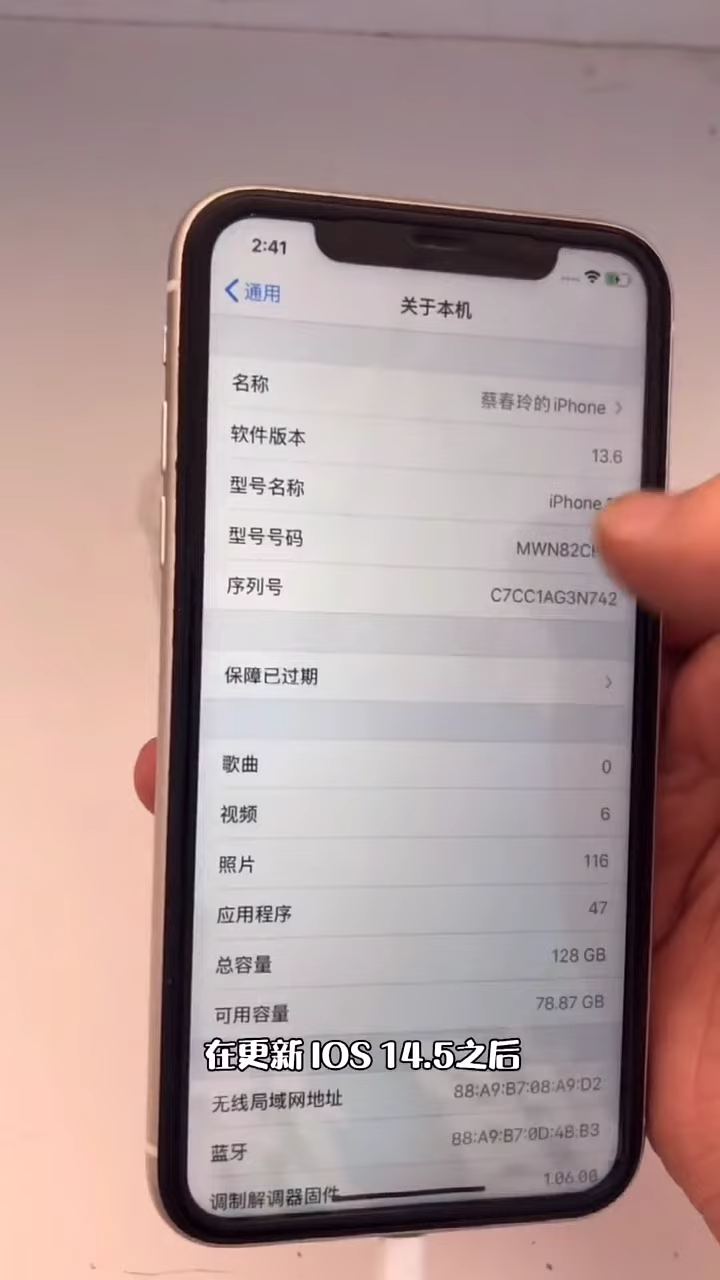 2:41
通用
关于本机
名称 蔡春玲的iPhone
软件版本 13.6
型号名称 iPhone
型号号码 MWN82C
序列号 C7CC1AG3N742
保障已过期
歌曲 0
视频 6
照片 116
应用程序 47
总容量 128 GB
可用容量 78.87 GB
在更新IOS 14.5之后
无线局域网地址 88:A9:B7:08:A9:D2
蓝牙 88:A9:B7:0D:4B:B3
调制解调器固件 1.06.00